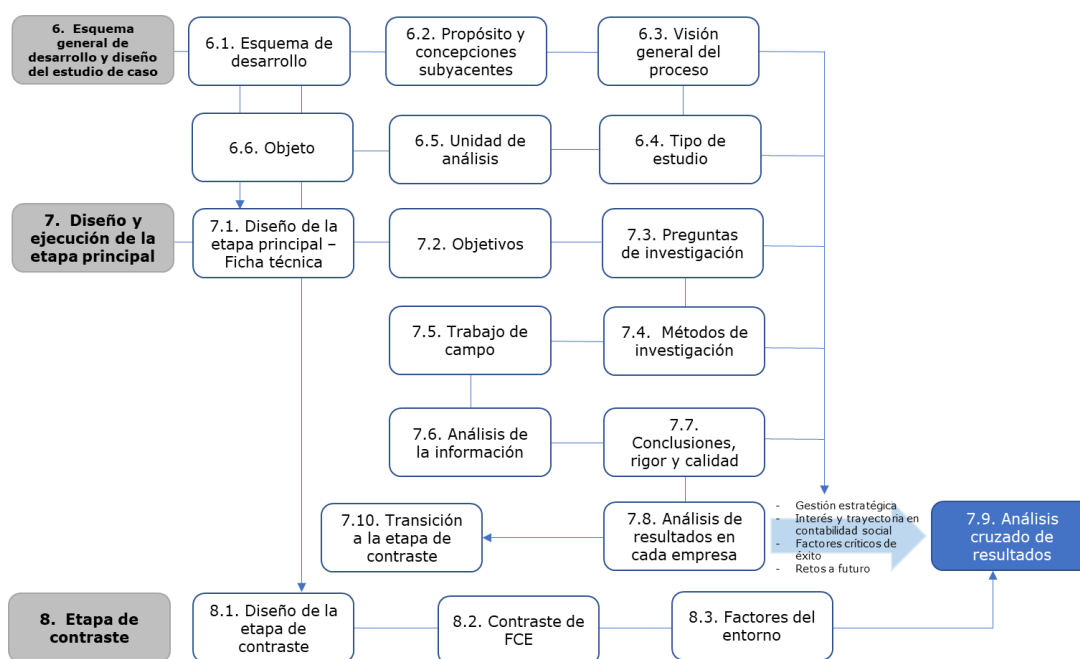 6. Esquema
general de
desarrollo y diseño
del estudio de caso
6.1. Esquema de
desarrollo
6.2. Propósito y
concepciones
subyacentes
6.3. Visión
general del
proceso
6.6. Objeto
6.5. Unidad de
análisis
6.4. Tipo de
estudio
7. Diseño y
ejecución de la
etapa principal
7.1. Diseño de la
etapa principal –
Ficha técnica
7.2. Objetivos
7.3. Preguntas
de investigación
7.5. Trabajo de
campo
7.4. Métodos de
investigación
7.6. Análisis de
la información
7.7.
Conclusiones,
rigor y calidad
7.10. Transición
a la etapa de
contraste
7.8. Análisis de
resultados en
cada empresa
- Gestión estratégica
- Interés y trayectoria en
contabilidad social
- Factores críticos de
éxito
- Retos a futuro
7.9. Análisis
cruzado de
resultados
8. Etapa de
contraste
8.1. Diseño de la
etapa de
contraste
8.2. Contraste de
FCE
8.3. Factores del
entorno